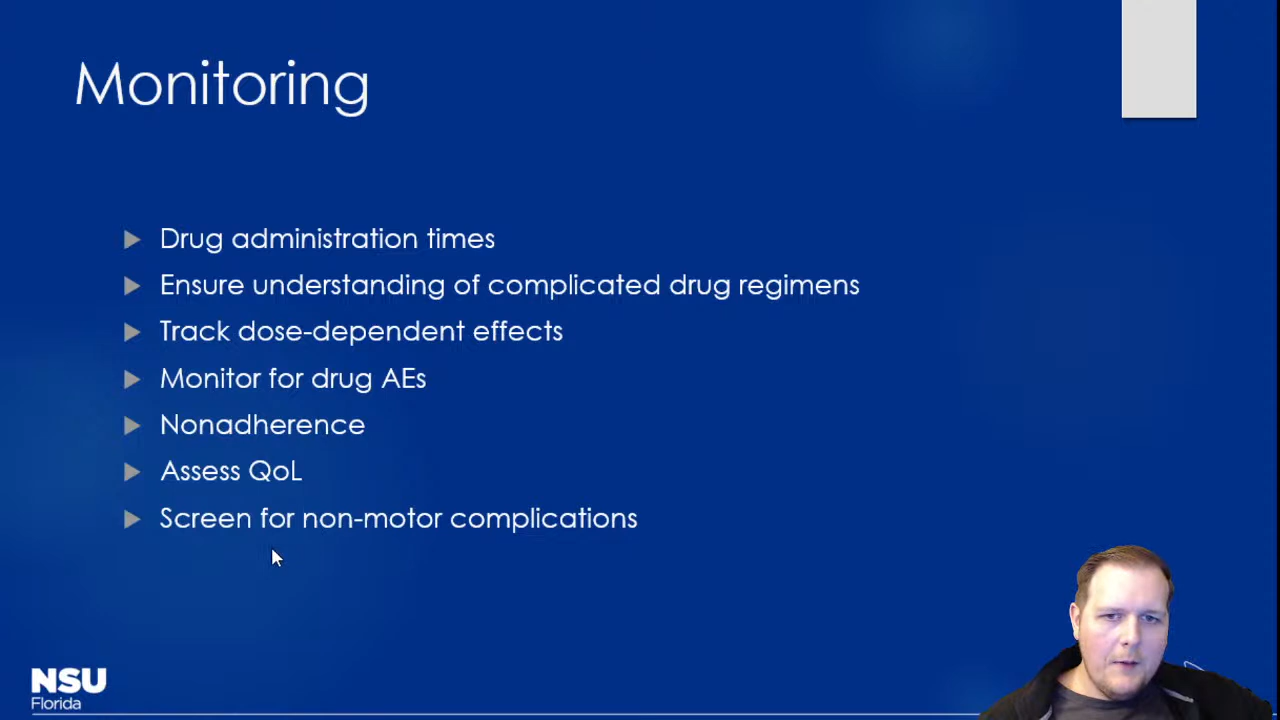 Monitoring
Drug administration times
Ensure understanding of complicated drug regimens
Track dose-dependent effects
Monitor for drug AEs
Nonadherence
Assess QoL
Screen for non-motor complications
NSU
Florida